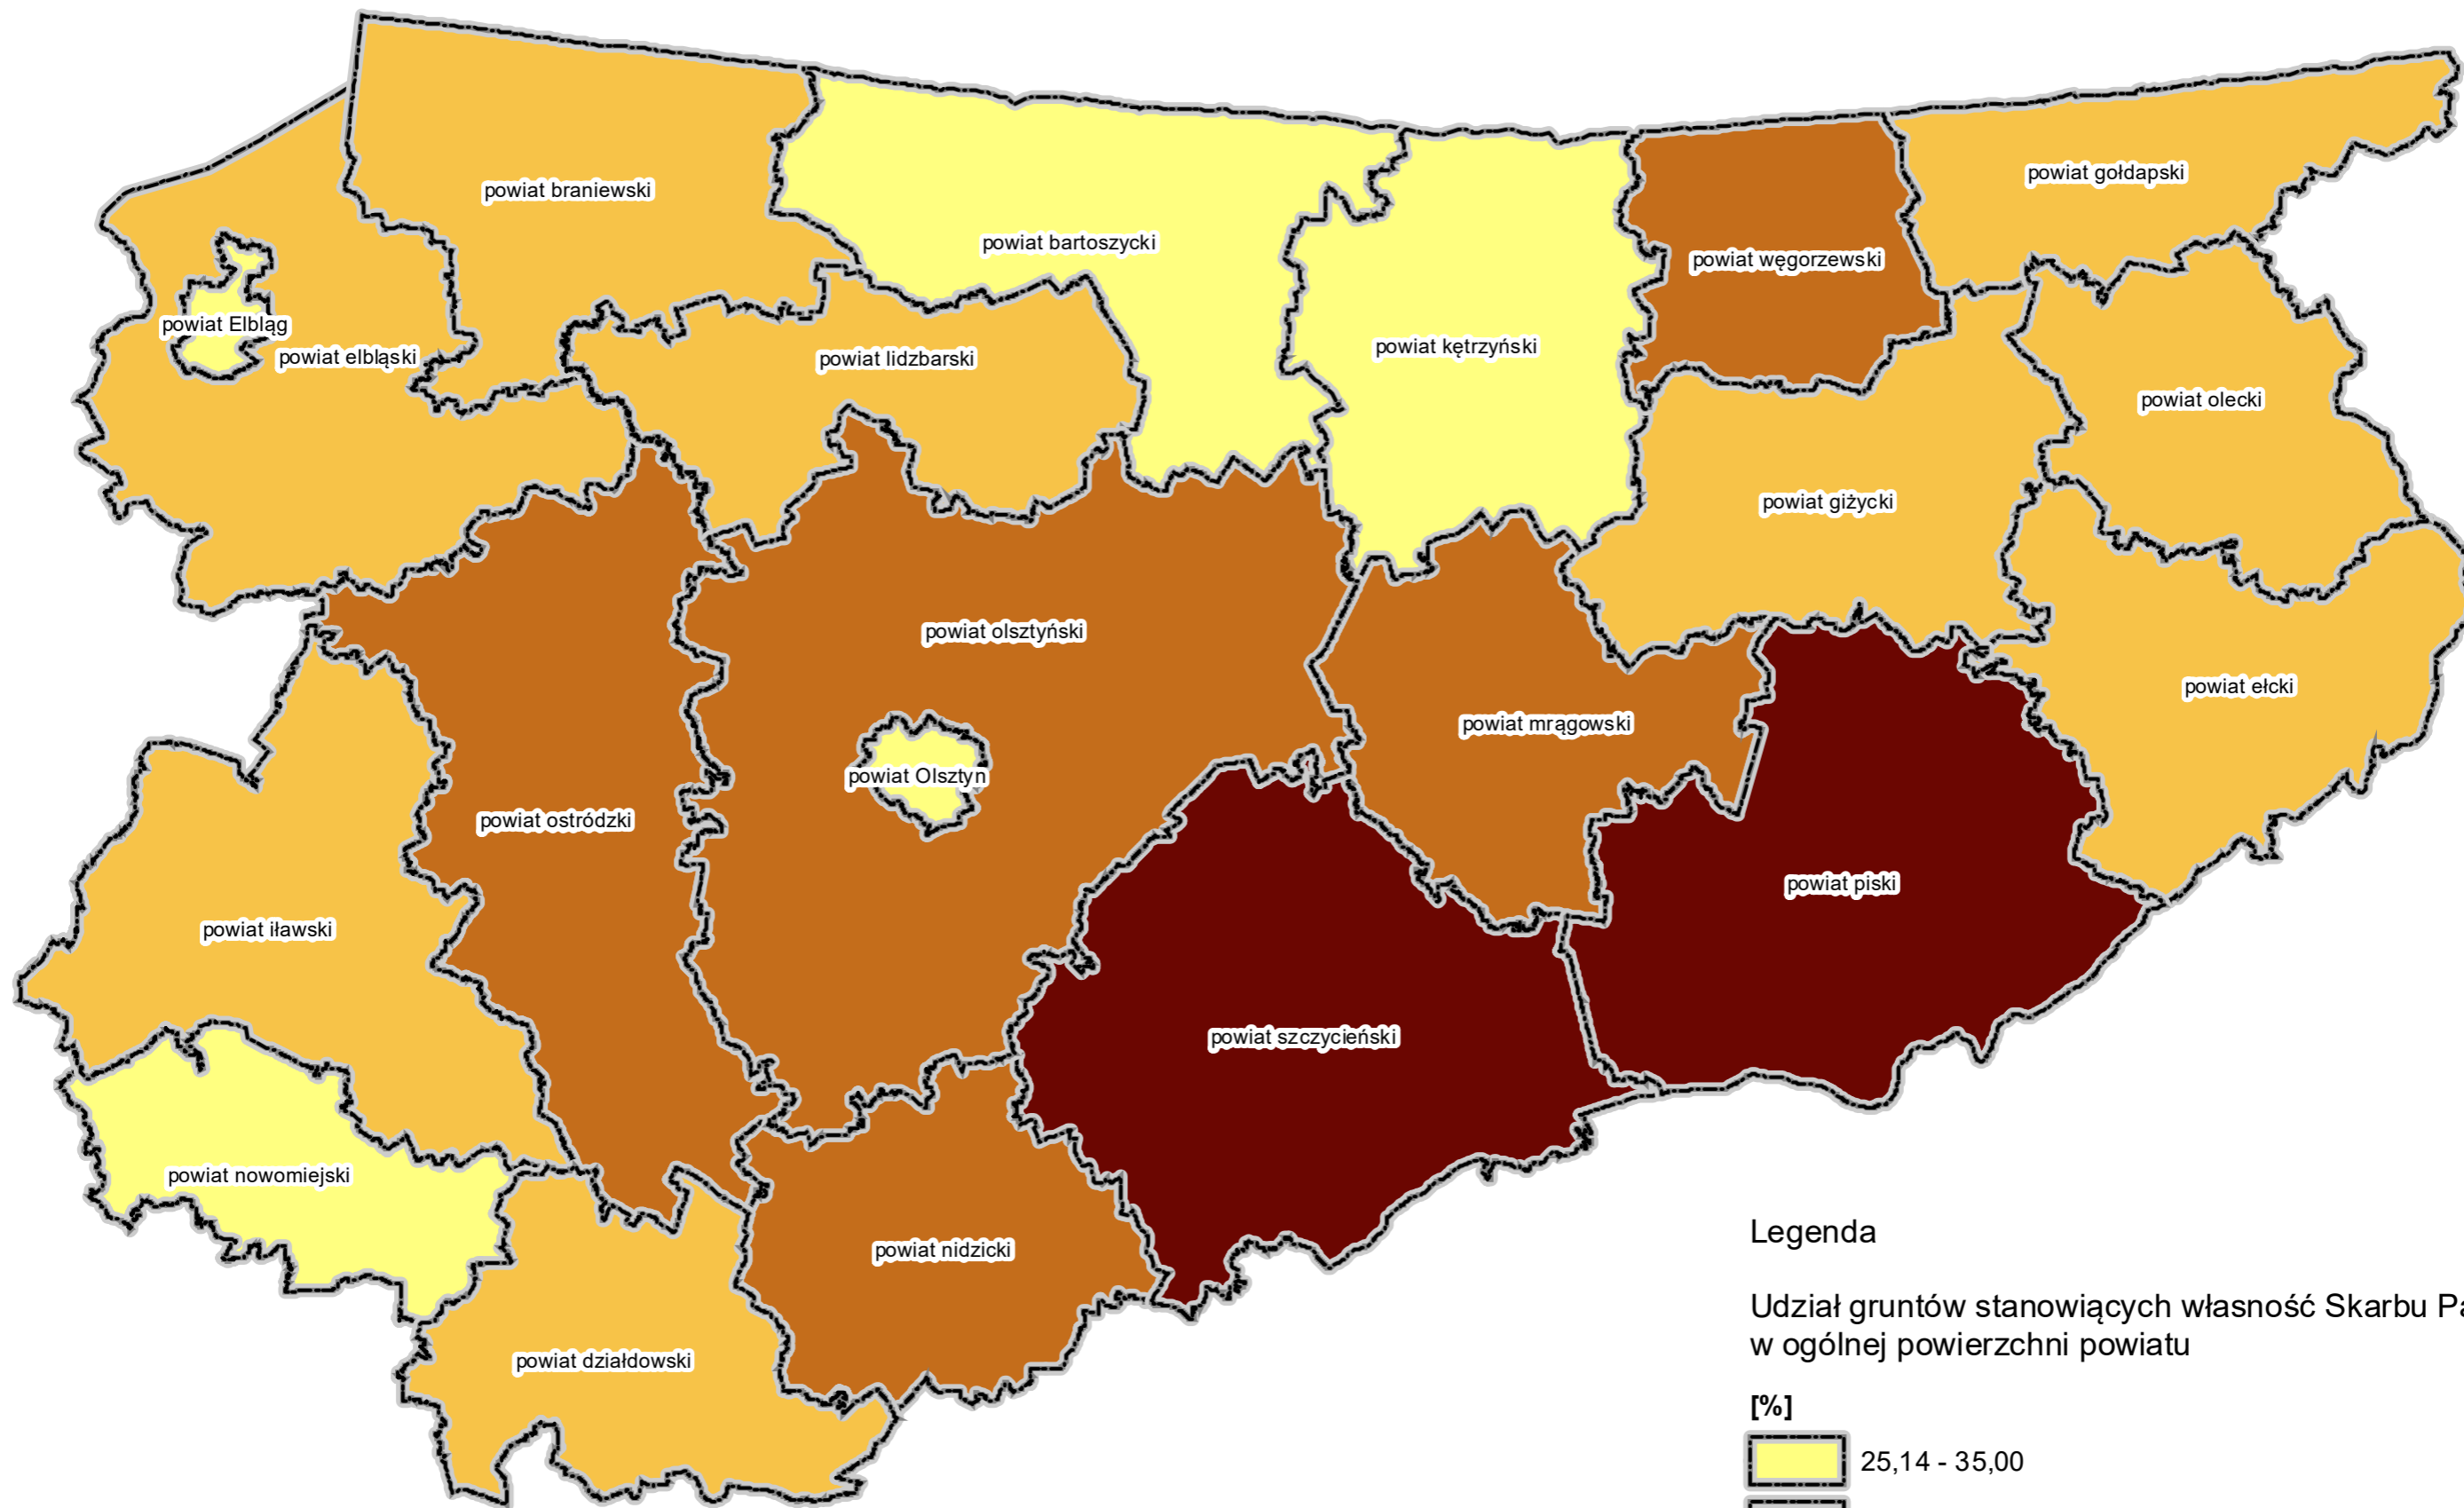 powiat braniewski
powiat gołdapski
powiat bartoszycki
powiat węgorzewski
powiat Elbląg
powiat elbląski
powiat lidzbarski
powiat kętrzyński
powiat olecki
powiat giżycki
powiat olsztyński
powiat ełcki
powiat mrągowski
powiat Olsztyn
powiat ostródzki
powiat piski
powiat iławski
powiat szczycieński
powiat nowomiejski
powiat nidzicki
powiat działdowski
Legenda
Udział gruntów stanowiących własność Skarbu
w ogólnej powierzchni powiatu
[%]
25,14 - 35,00